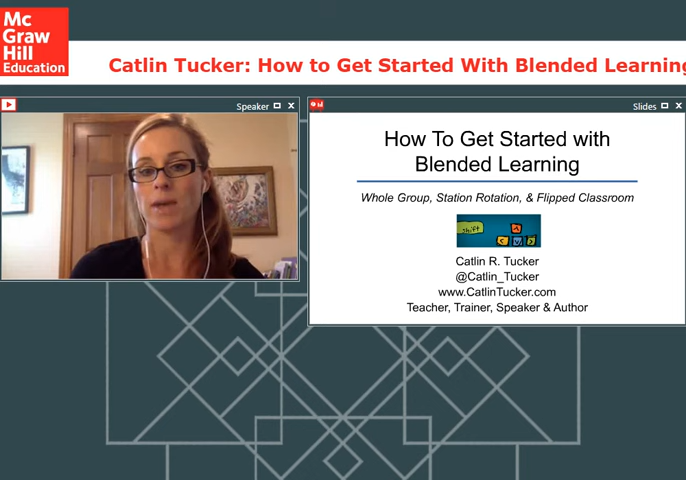 Mc
Graw
Hill
Education
Catlin Tucker: How to Get Started With Blended Learning
Speaker
Slides
How To Get Started with
Blended Learning
Whole Group, Station Rotation, & Flipped Classroom
shift
Catlin R. Tucker
@Catlin_Tucker
www.CatlinTucker.com
Teacher, Trainer, Speaker & Author